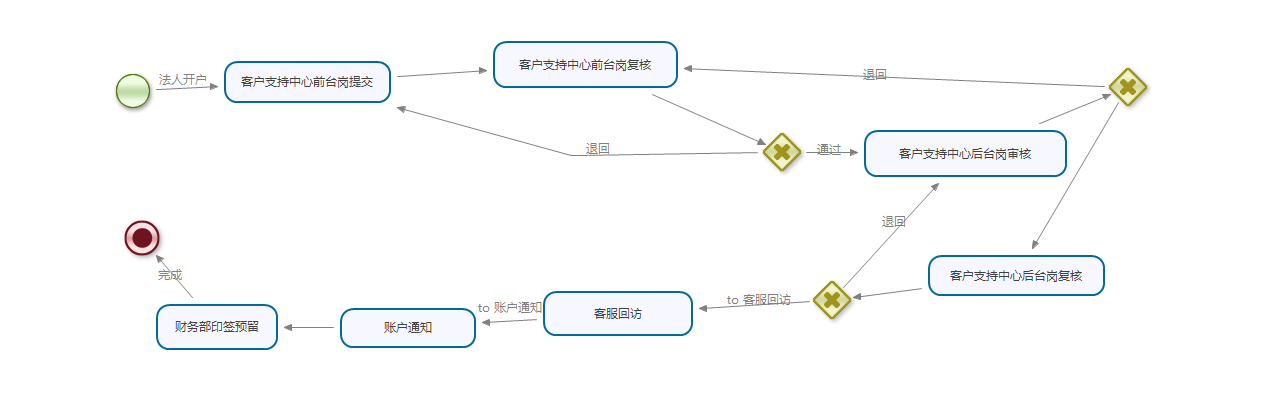 法人开户
客户支持中心前台岗提交
客户支持中心前台岗复核
退回
退回
通过
客户支持中心后台岗审核
退回
客户支持中心后台岗复核
to 客服回访
客服回访
to 账户通知
账户通知
财务部印签预留
完成